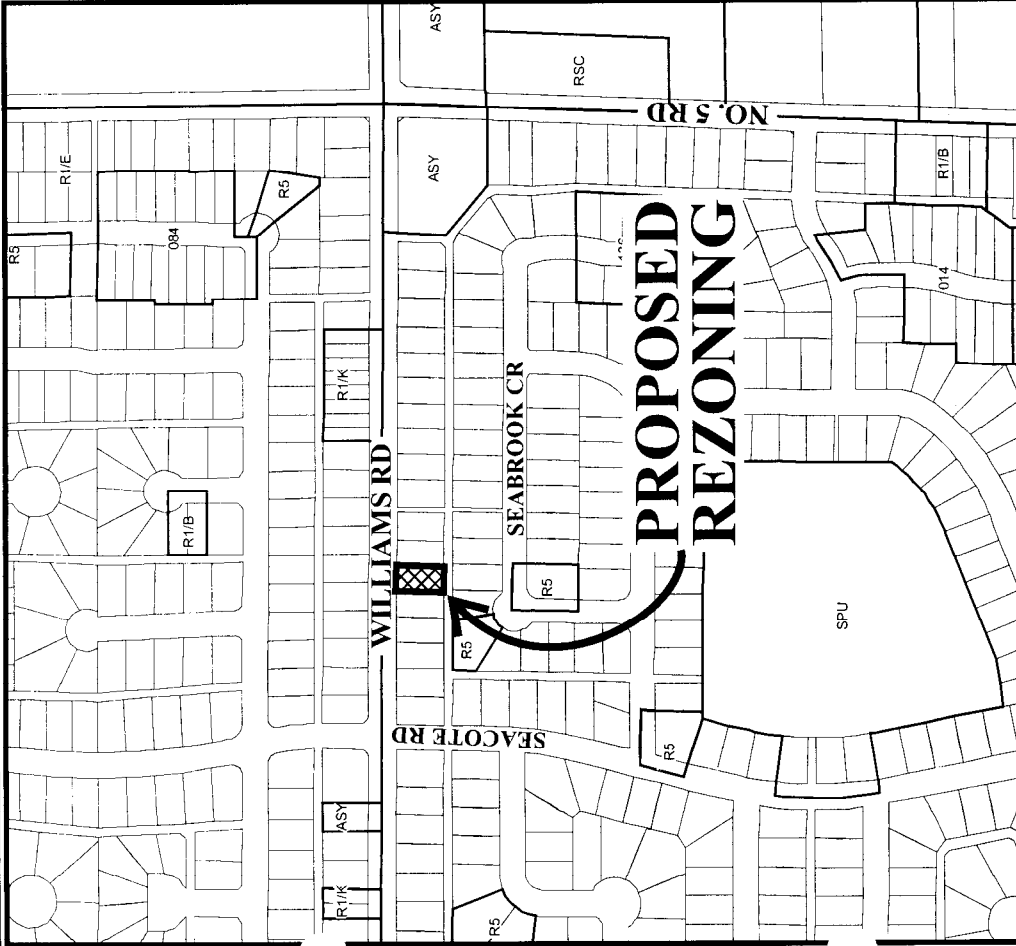 ASY
RSC
NO. 5 RD
R1/E
R5
R5
084
ASY
R1/B
014
R1/K
WILLIAMS RD
SEABROOK CR
PROPOSED
REZONING
R1/B
R5
R5
SPU
SEACOTE RD
R5
ASY
R1/K
R5